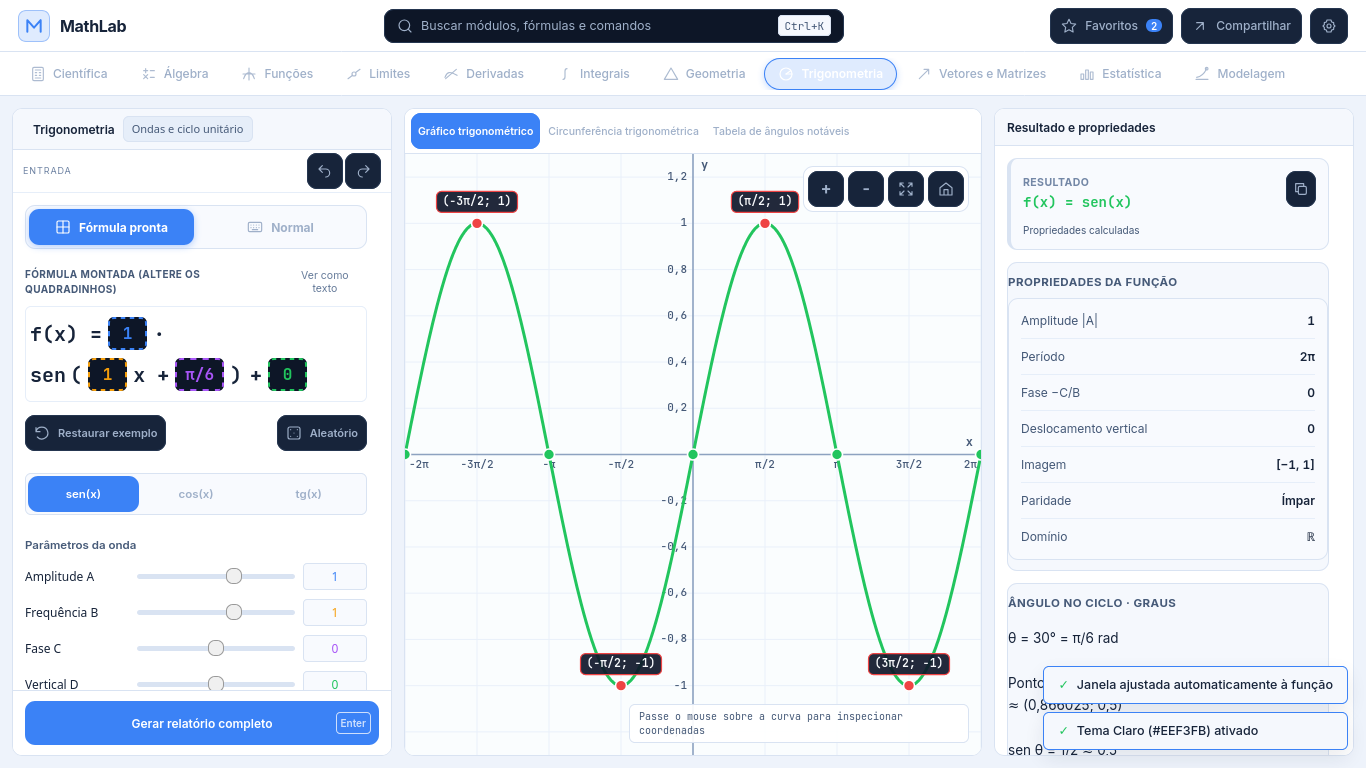 MathLab
Buscar módulos, fórmulas e comandos
Ctrl+K
Favoritos 2
Compartilhar
Científica
Álgebra
Funções
Limites
Derivadas
Integrais
Geometria
Trigonometria
Vetores e Matrizes
Estatística
Modelagem
Trigonometria
Ondas e ciclo unitário
ENTRADA
Fórmula pronta
Normal
FÓRMULA MONTADA (ALTERE OS
QUADRADINHOS)
Ver como
texto
f(x) = 1 ·
sen ( 1 x + π/6 ) + 0
Restaurar exemplo
Aleatório
sen(x)
cos(x)
tg(x)
Parâmetros da onda
Amplitude A
1
Frequência B
1
Fase C
0
Vertical D
0
Gerar relatório completo
Enter
Gráfico trigonométrico
Circunferência trigonométrica
Tabela de ângulos notáveis
y
1,2
+
-
(-3π/2; 1)
(π/2; 1)
1
0,8
0,6
0,4
0,2
x
-2π
-3π/2
-π
-π/2
π/2
π
3π/2
2π
-0,2
-0,4
-0,6
-0,8
(-π/2; -1)
(3π/2; -1)
-1
Passe o mouse sobre a curva para inspecionar
coordenadas
Resultado e propriedades
RESULTADO
f(x) = sen(x)
Propriedades calculadas
PROPRIEDADES DA FUNÇÃO
Amplitude |A|
1
Período
2π
Fase −C/B
0
Deslocamento vertical
0
Imagem
[−1, 1]
Paridade
Ímpar
Domínio
ℝ
ÂNGULO NO CICLO · GRAUS
θ = 30° = π/6 rad
Ponto
≈ (0,866025; 0,5)
sen θ = 1/2 ≈ 0,5
✓ Janela ajustada automaticamente à função
✓ Tema Claro (#EEF3FB) ativado